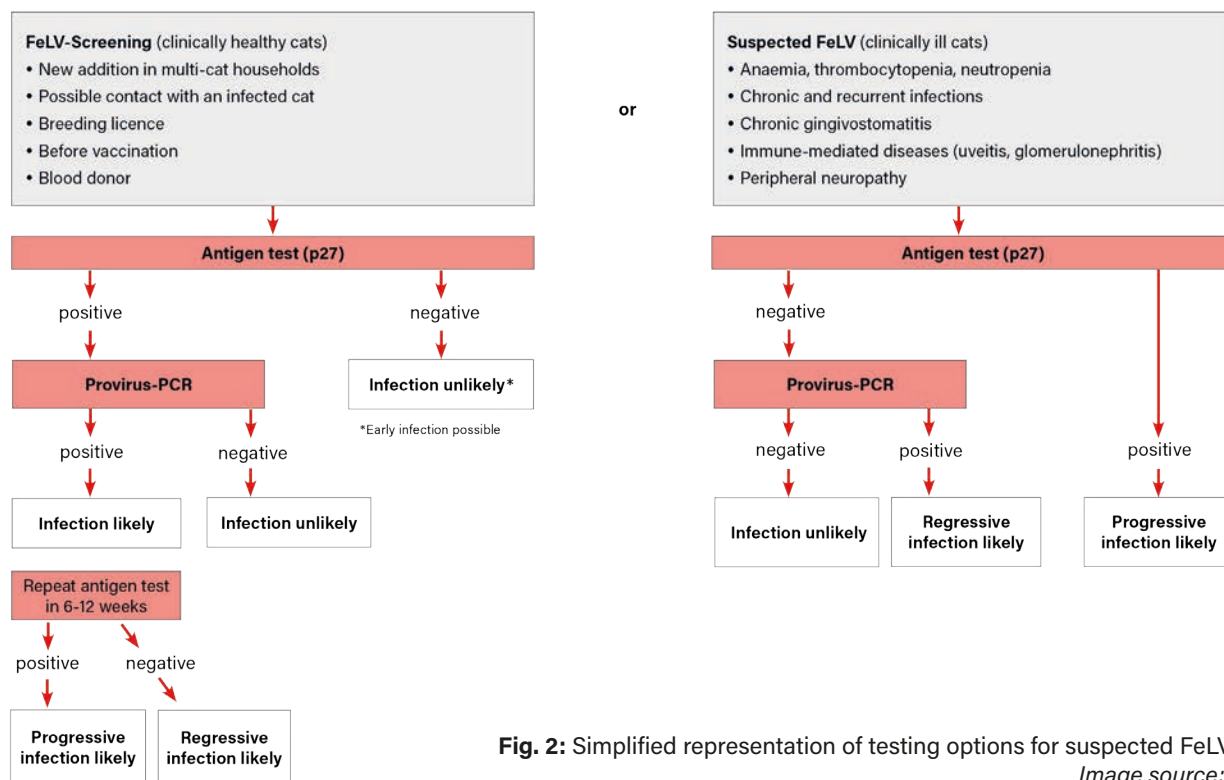 FeLV-Screening (clinically healthy cats)
• New addition in multi-cat households
• Possible contact with an infected cat
• Breeding licence
• Before vaccination
• Blood donor
or
Suspected FeLV (clinically ill cats)
• Anaemia, thrombocytopenia, neutropenia
• Chronic and recurrent infections
• Chronic gingivostomatitis
• Immune-mediated diseases (uveitis, glomerulonephritis)
• Peripheral neuropathy
Antigen test (p27)
positive
negative
Provirus-PCR
Infection unlikely*
*Early infection possible
positive
negative
Infection likely
Infection unlikely
Repeat antigen test
in 6-12 weeks
positive
negative
Progressive
infection likely
Regressive
infection likely
Antigen test (p27)
negative
Provirus-PCR
negative
positive
positive
Infection unlikely
Regressive
infection likely
Progressive
infection likely
Fig. 2: Simplified representation of testing options for suspected FeLV
Image source: